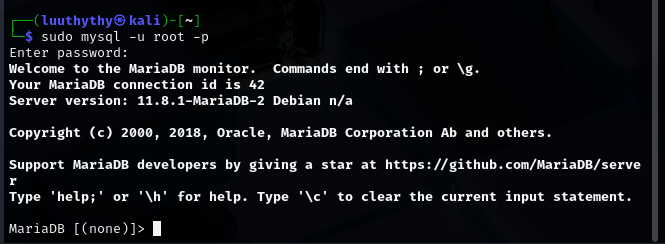 ┌──(luuthythy㉿kali)-[~]
└─$ sudo mysql -u root -p
Enter password:
Welcome to the MariaDB monitor.  Commands end with ; or \g.
Your MariaDB connection id is 42
Server version: 11.8.1-MariaDB-2 Debian n/a
Copyright (c) 2000, 2018, Oracle, MariaDB Corporation Ab and others.
Support MariaDB developers by giving a star at https://github.com/MariaDB/serve
r
Type 'help;' or '\h' for help. Type '\c' to clear the current input statement.
MariaDB [(none)]>